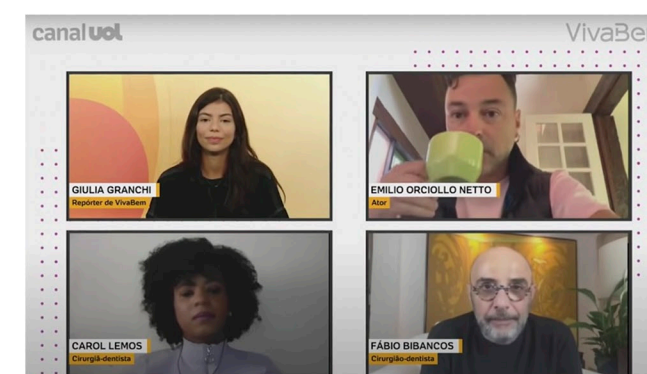 canal uol
VivaBe
GIULIA GRANCHI
Repórter de VivaBem
EMILIO ORCIOLLO NETTO
Ator
CAROL LEMOS
Cirurgiã-dentista
FÁBIO BIBANCOS
Cirurgião-dentista